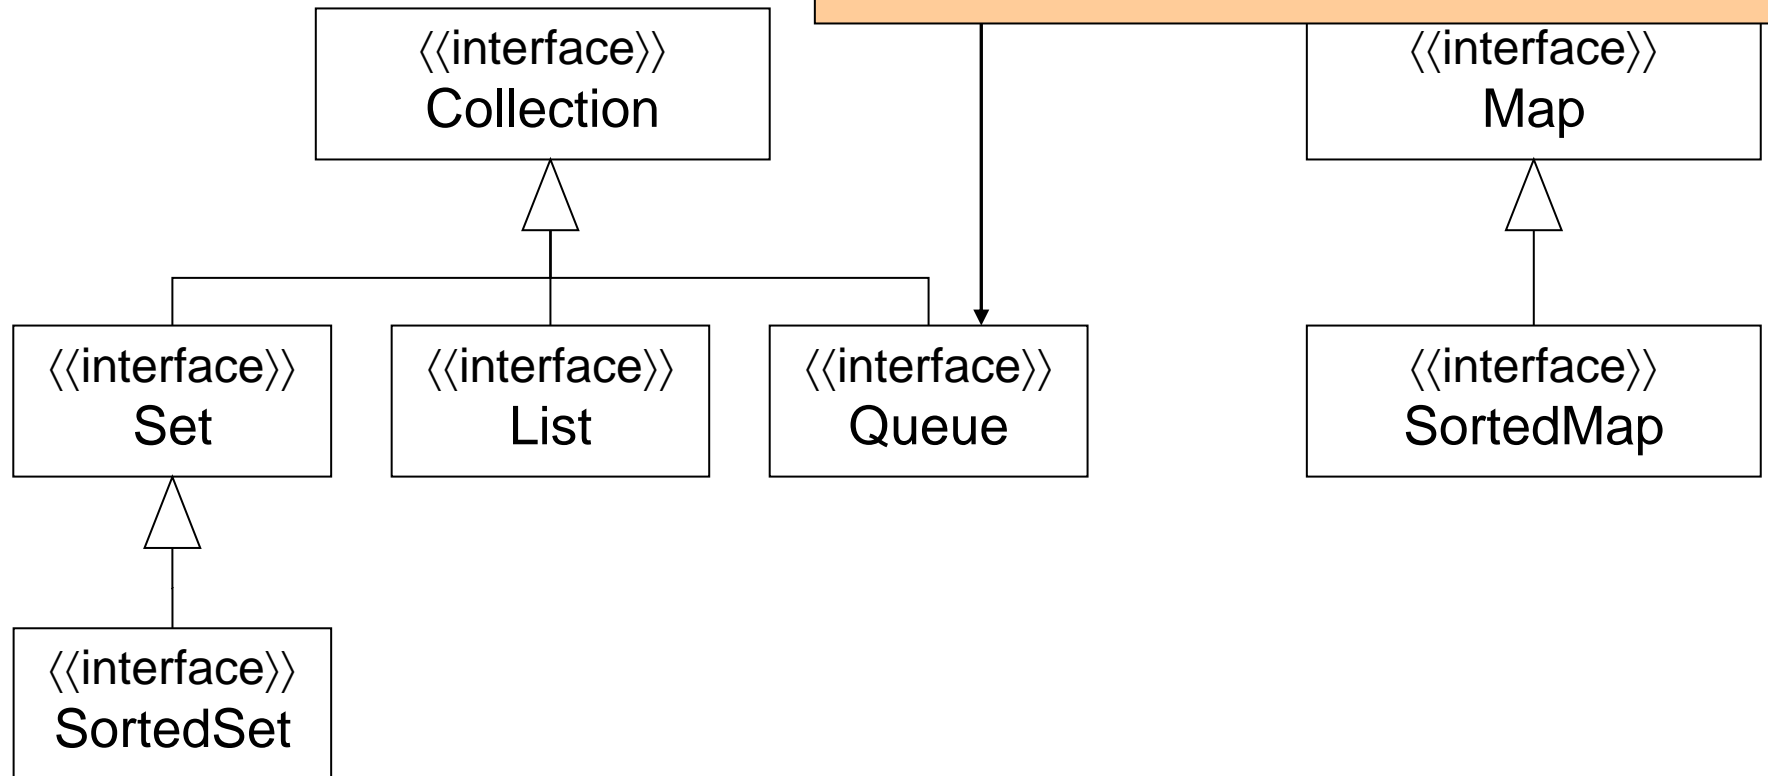 ⟨⟨interface⟩⟩
Collection
⟨⟨interface⟩⟩
Map
⟨⟨interface⟩⟩
Set
⟨⟨interface⟩⟩
List
⟨⟨interface⟩⟩
Queue
⟨⟨interface⟩⟩
SortedMap
⟨⟨interface⟩⟩
SortedSet